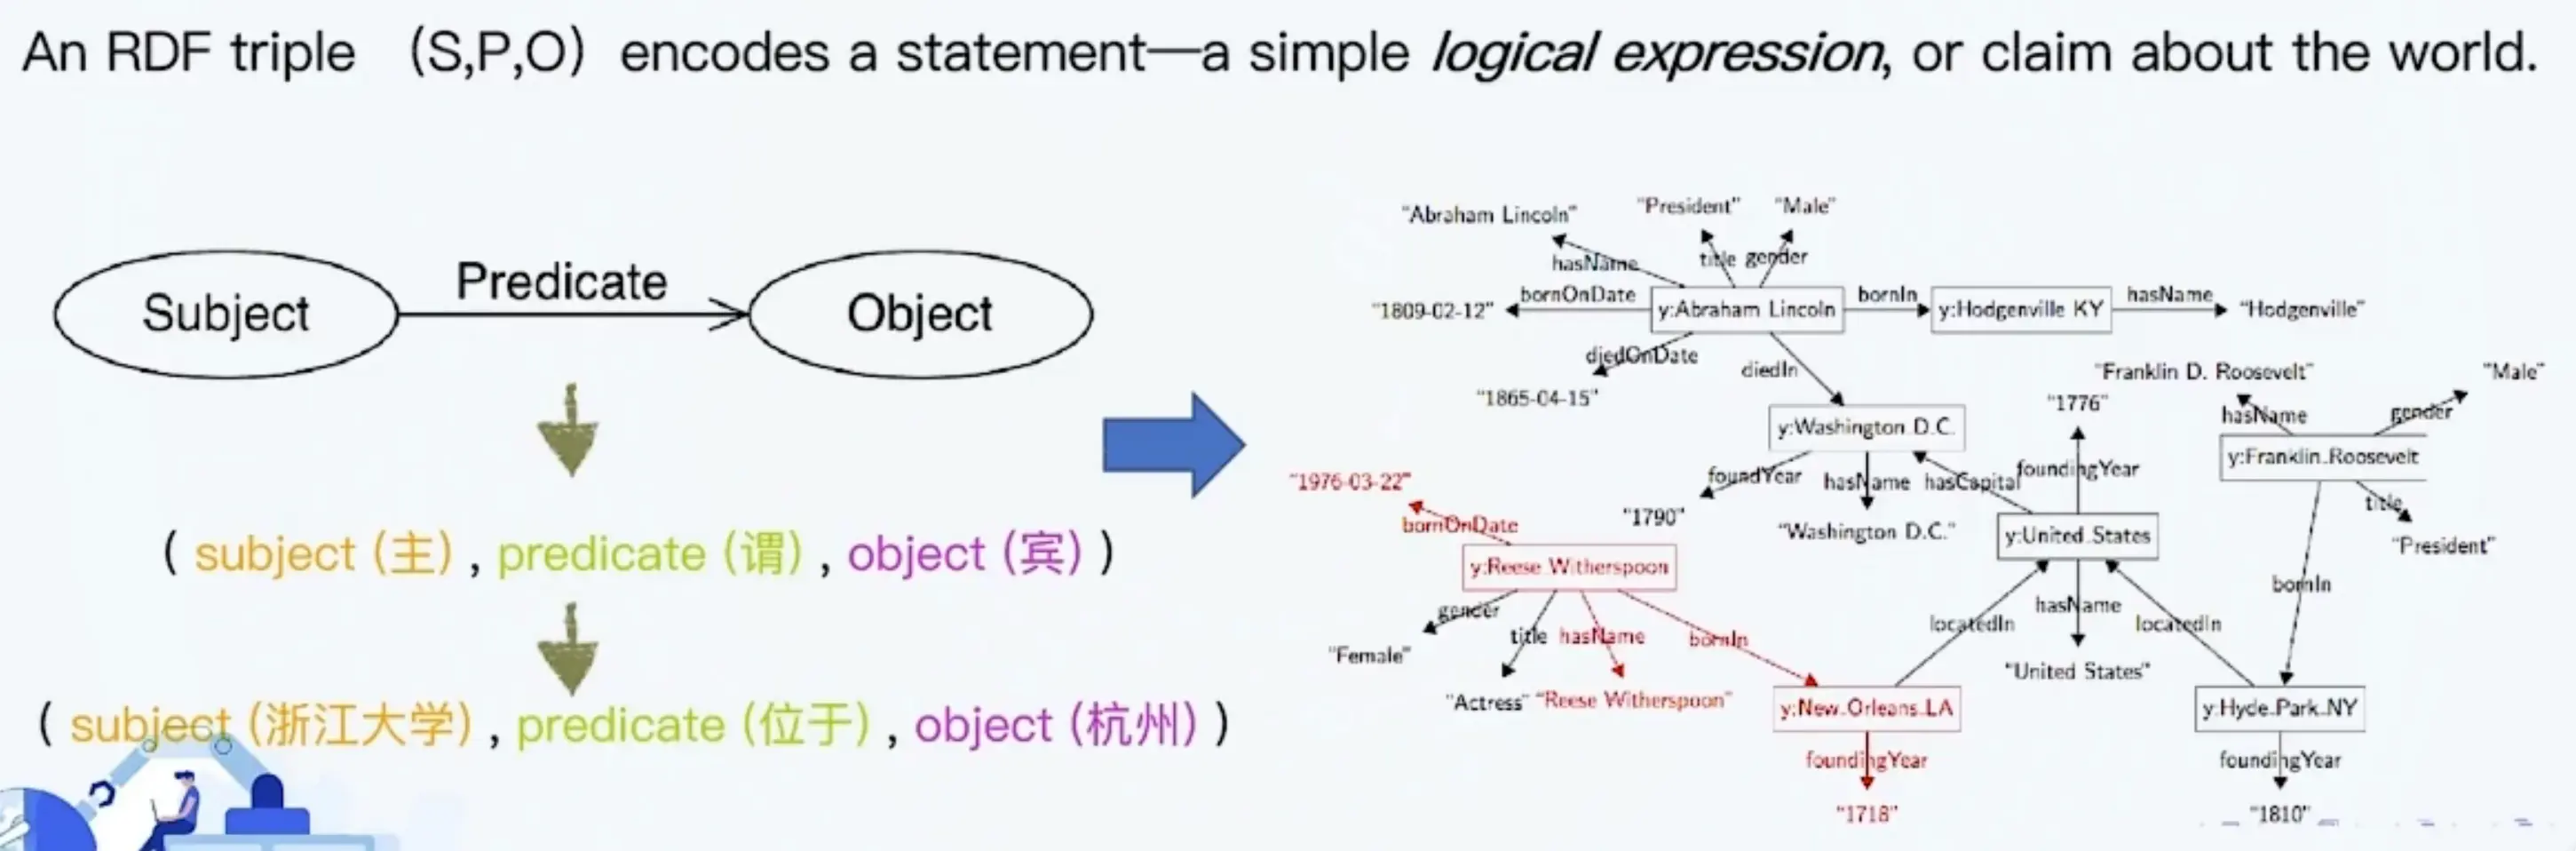 An RDF triple （S,P,O）encodes a statement—a simple logical expression, or claim about the world.
Subject
Predicate
Object
( subject (主) , predicate (谓) , object (宾) )
( subject (浙江大学) , predicate (位于) , object (杭州) )
“Abraham Lincoln”
“President”
“Male”
hasName
title
gender
“1809-02-12”
bornOnDate
y:Abraham Lincoln
bornIn
y:Hodgenville KY
hasName
“Hodgenville”
diedOnDate
diedIn
“1865-04-15”
“Franklin D. Roosevelt”
“Male”
“1776”
hasName
gender
y:Washington D.C.
y:Franklin.Roosevelt
foundYear
hasName
hasCapital
foundingYear
title
“1976-03-22”
“1790”
“Washington D.C.”
y:United States
“President”
bornOnDate
y:Reese Witherspoon
bornIn
gender
title
hasName
bornIn
locatedIn
hasName
locatedIn
“Female”
“United States”
“Actress”
“Reese Witherspoon”
y:New.Orleans.LA
y:Hyde.Park.NY
foundingYear
foundingYear
“1718”
“1810”